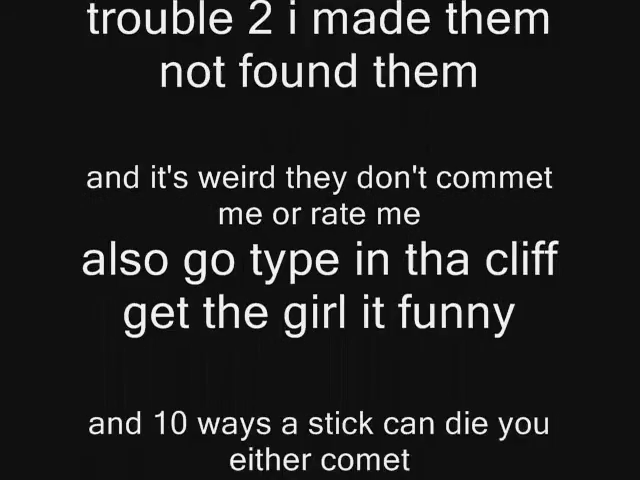 trouble 2 i made them
not found them
and it's weird they don't commet
me or rate me
also go type in tha cliff
get the girl it funny
and 10 ways a stick can die you
either comet